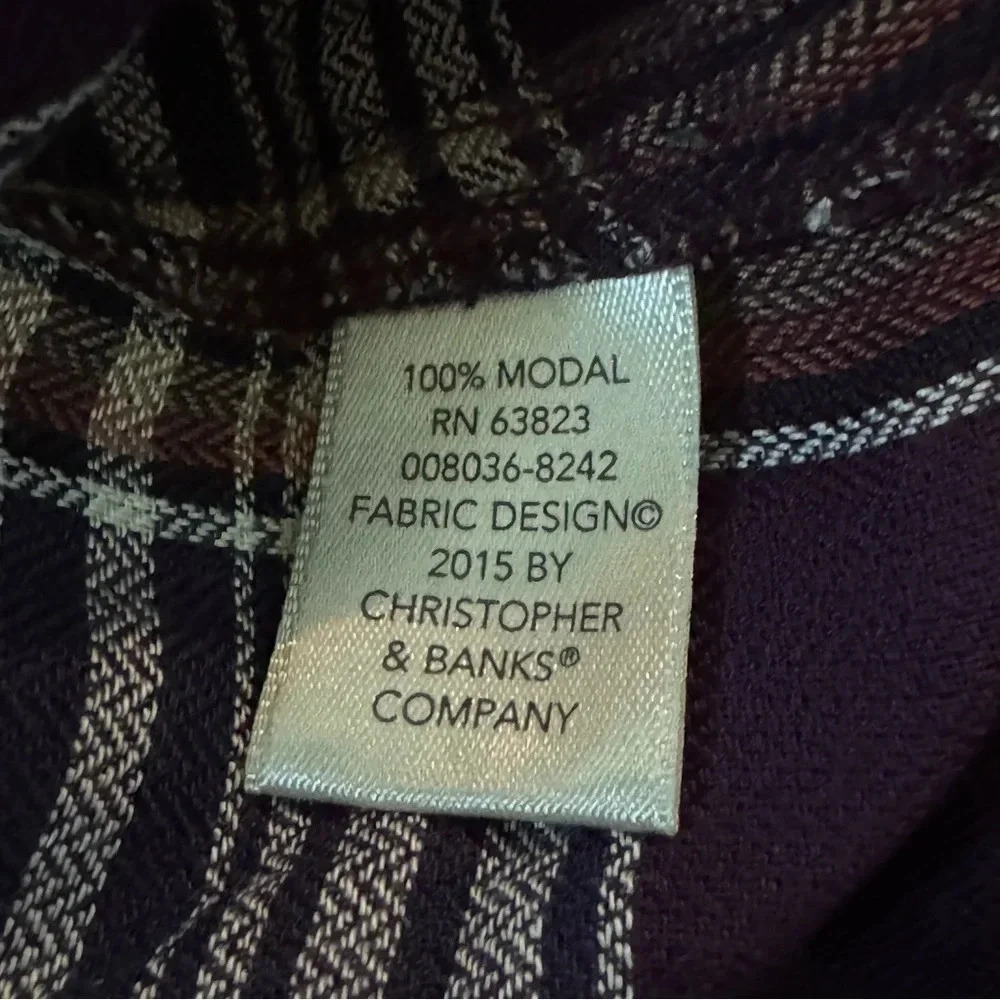 100% MODAL
RN 63823
008036-8242
FABRIC DESIGN©
2015 BY
CHRISTOPHER
& BANKS®
COMPANY